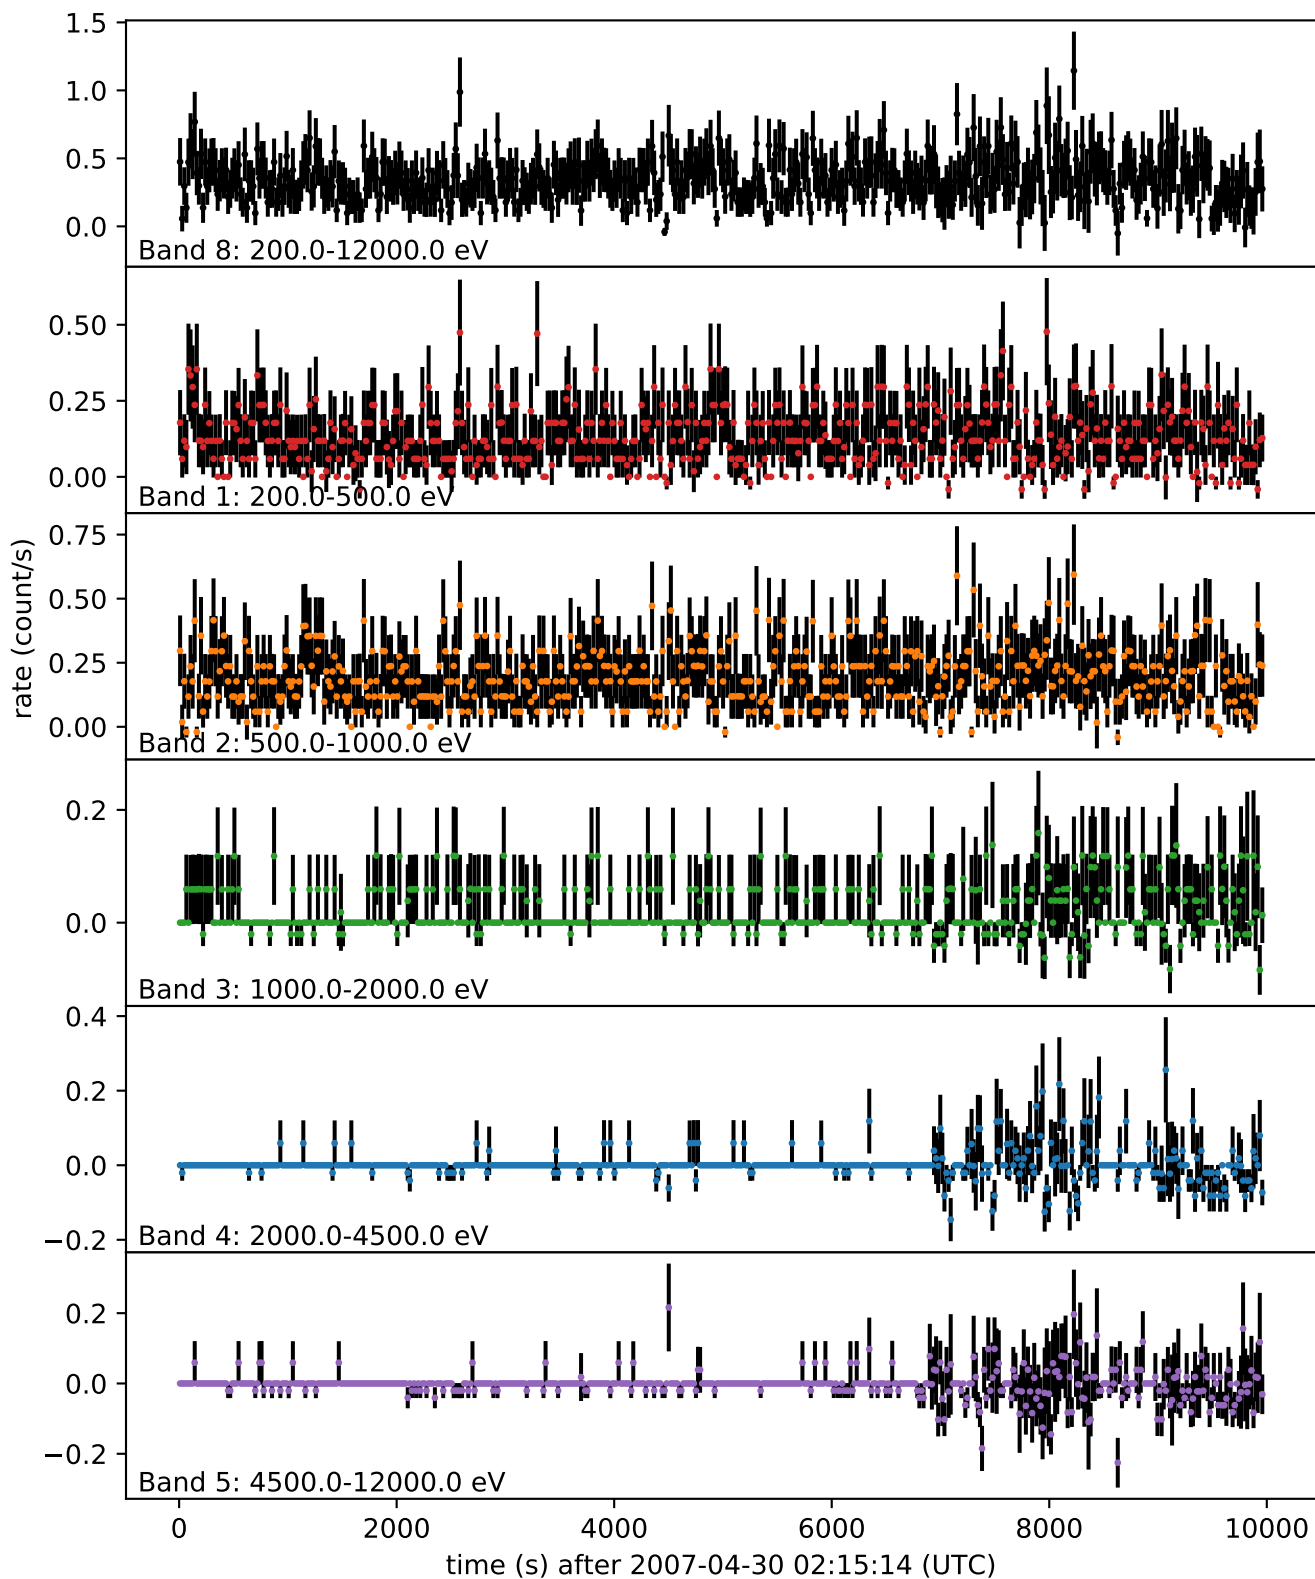 1.5
1.0
0.5
0.0
Band 8: 200.0-12000.0 eV
0.50
0.25
0.00
Band 1: 200.0-500.0 eV
0.75
0.50
0.25
0.00
rate (count/s)
Band 2: 500.0-1000.0 eV
0.2
0.0
Band 3: 1000.0-2000.0 eV
0.4
0.2
0.0
−0.2
Band 4: 2000.0-4500.0 eV
0.2
0.0
−0.2
Band 5: 4500.0-12000.0 eV
0 2000 4000 6000 8000 10000
time (s) after 2007-04-30 02:15:14 (UTC)